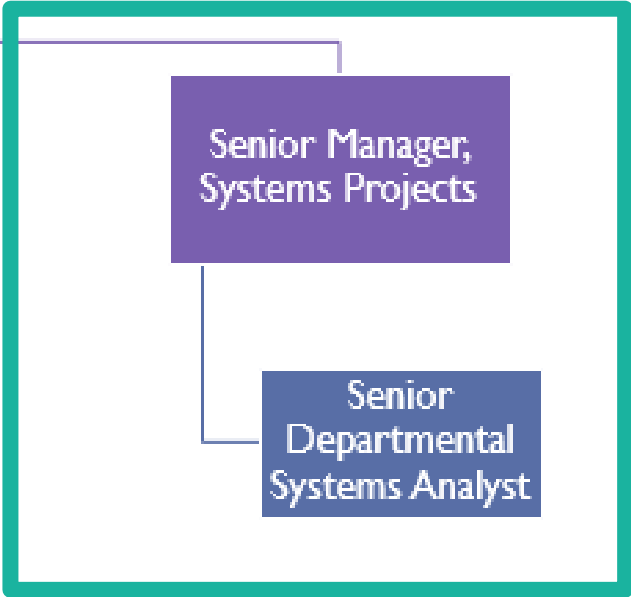 Senior Manager,
Systems Projects
Senior
Departmental
Systems Analyst